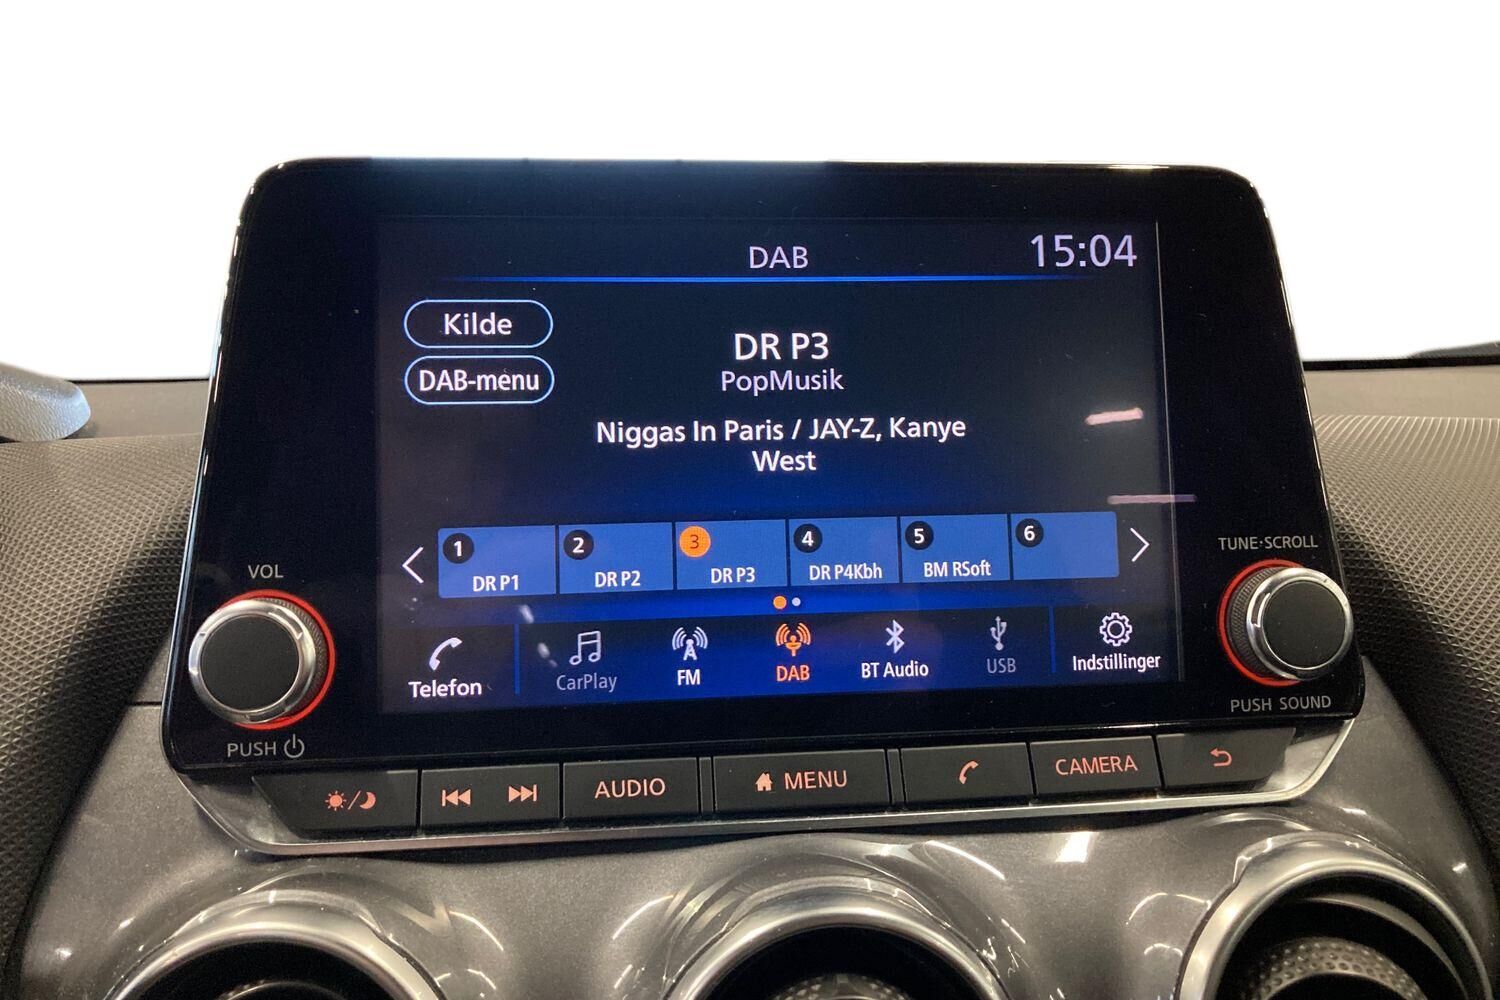 DAB
15:04
Kilde
DAB-menu
DR P3
PopMusik
Niggas In Paris / JAY-Z, Kanye
West
1 2 3 4 5 6
DR P1 DR P2 DR P3 DR P4Kbh BM RSoft
Telefon CarPlay FM DAB BT Audio USB Indstillinger
VOL
PUSH
TUNE·SCROLL
PUSH SOUND
AUDIO MENU CAMERA